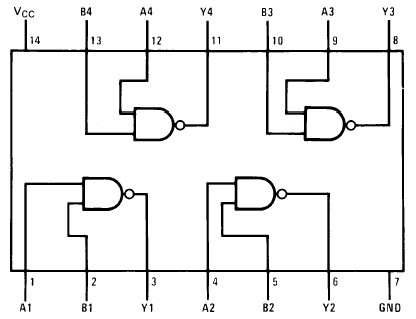 VCC B4 A4 Y4 B3 A3 Y3
14 13 12 11 10 9 8
1 2 3 4 5 6 7
A1 B1 Y1 A2 B2 Y2 GND